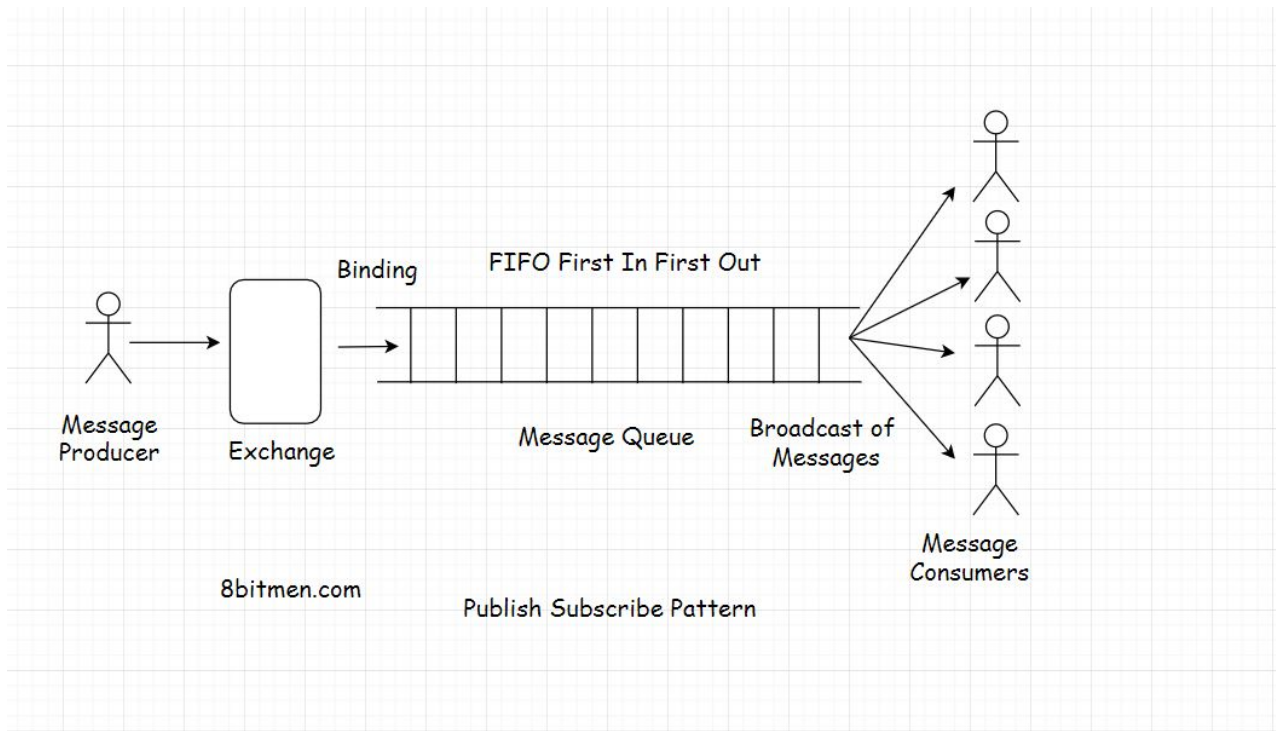 Binding
FIFO First In First Out
Message
Producer
Exchange
Message Queue
Broadcast of
Messages
Message
Consumers
8bitmen.com
Publish Subscribe Pattern